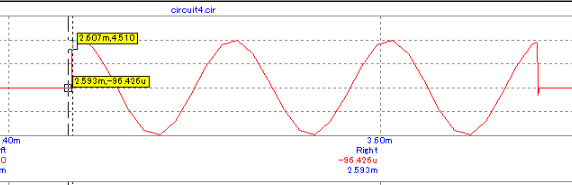 circuit4.cir
2.607m,4.510
2.593m,-96.426u
.40m 3.60m
ft Right
0 -96.426u
m 2.593m